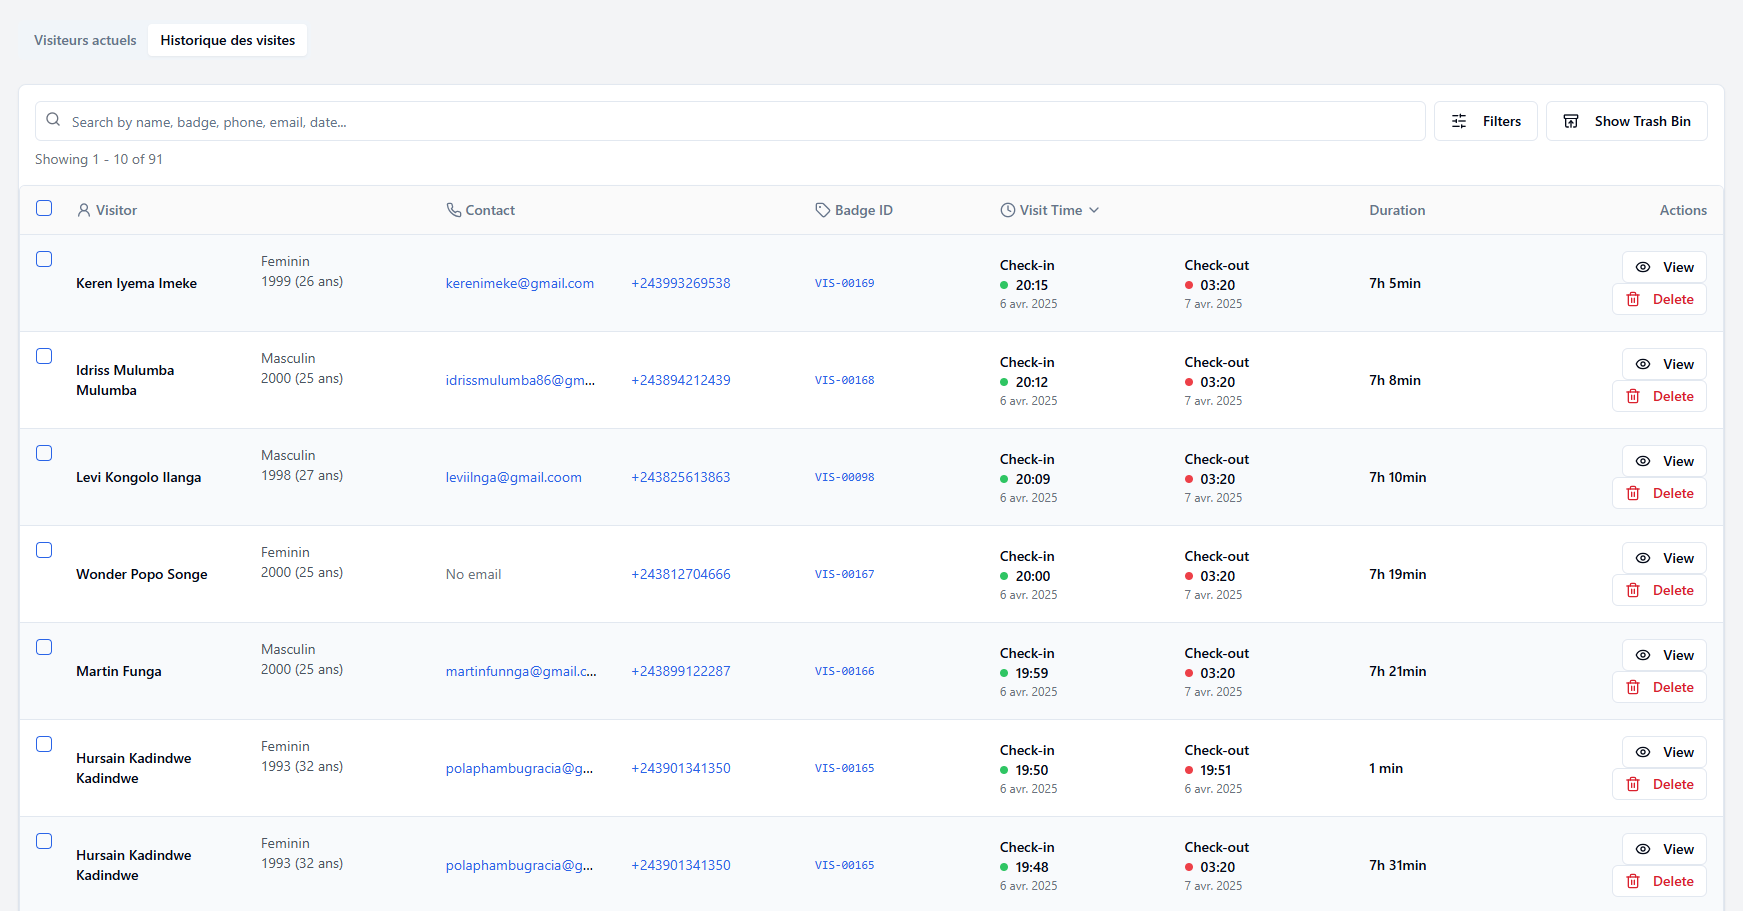 Visiteurs actuels
Historique des visites
Search by name, badge, phone, email, date...
Filters
Show Trash Bin
Showing 1 - 10 of 91
Visitor
Contact
Badge ID
Visit Time
Duration
Actions
Keren Iyema Imeke
Feminin
1999 (26 ans)
kerenimeke@gmail.com
+243993269538
VIS-00169
Check-in
20:15
6 avr. 2025
Check-out
03:20
7 avr. 2025
7h 5min
View
Delete
Idriss Mulumba
Mulumba
Masculin
2000 (25 ans)
idrissmulumba86@gm...
+243894212439
VIS-00168
Check-in
20:12
6 avr. 2025
Check-out
03:20
7 avr. 2025
7h 8min
View
Delete
Levi Kongolo Ilanga
Masculin
1998 (27 ans)
leviilnga@gmail.coom
+243825613863
VIS-00098
Check-in
20:09
6 avr. 2025
Check-out
03:20
7 avr. 2025
7h 10min
View
Delete
Wonder Popo Songe
Feminin
2000 (25 ans)
No email
+243812704666
VIS-00167
Check-in
20:00
6 avr. 2025
Check-out
03:20
7 avr. 2025
7h 19min
View
Delete
Martin Funga
Masculin
2000 (25 ans)
martinfunnga@gmail.c...
+243899122287
VIS-00166
Check-in
19:59
6 avr. 2025
Check-out
03:20
7 avr. 2025
7h 21min
View
Delete
Hursain Kadindwe
Kadindwe
Feminin
1993 (32 ans)
polaphambugracia@g...
+243901341350
VIS-00165
Check-in
19:50
6 avr. 2025
Check-out
19:51
6 avr. 2025
1 min
View
Delete
Hursain Kadindwe
Kadindwe
Feminin
1993 (32 ans)
polaphambugracia@g...
+243901341350
VIS-00165
Check-in
19:48
6 avr. 2025
Check-out
03:20
7 avr. 2025
7h 31min
View
Delete